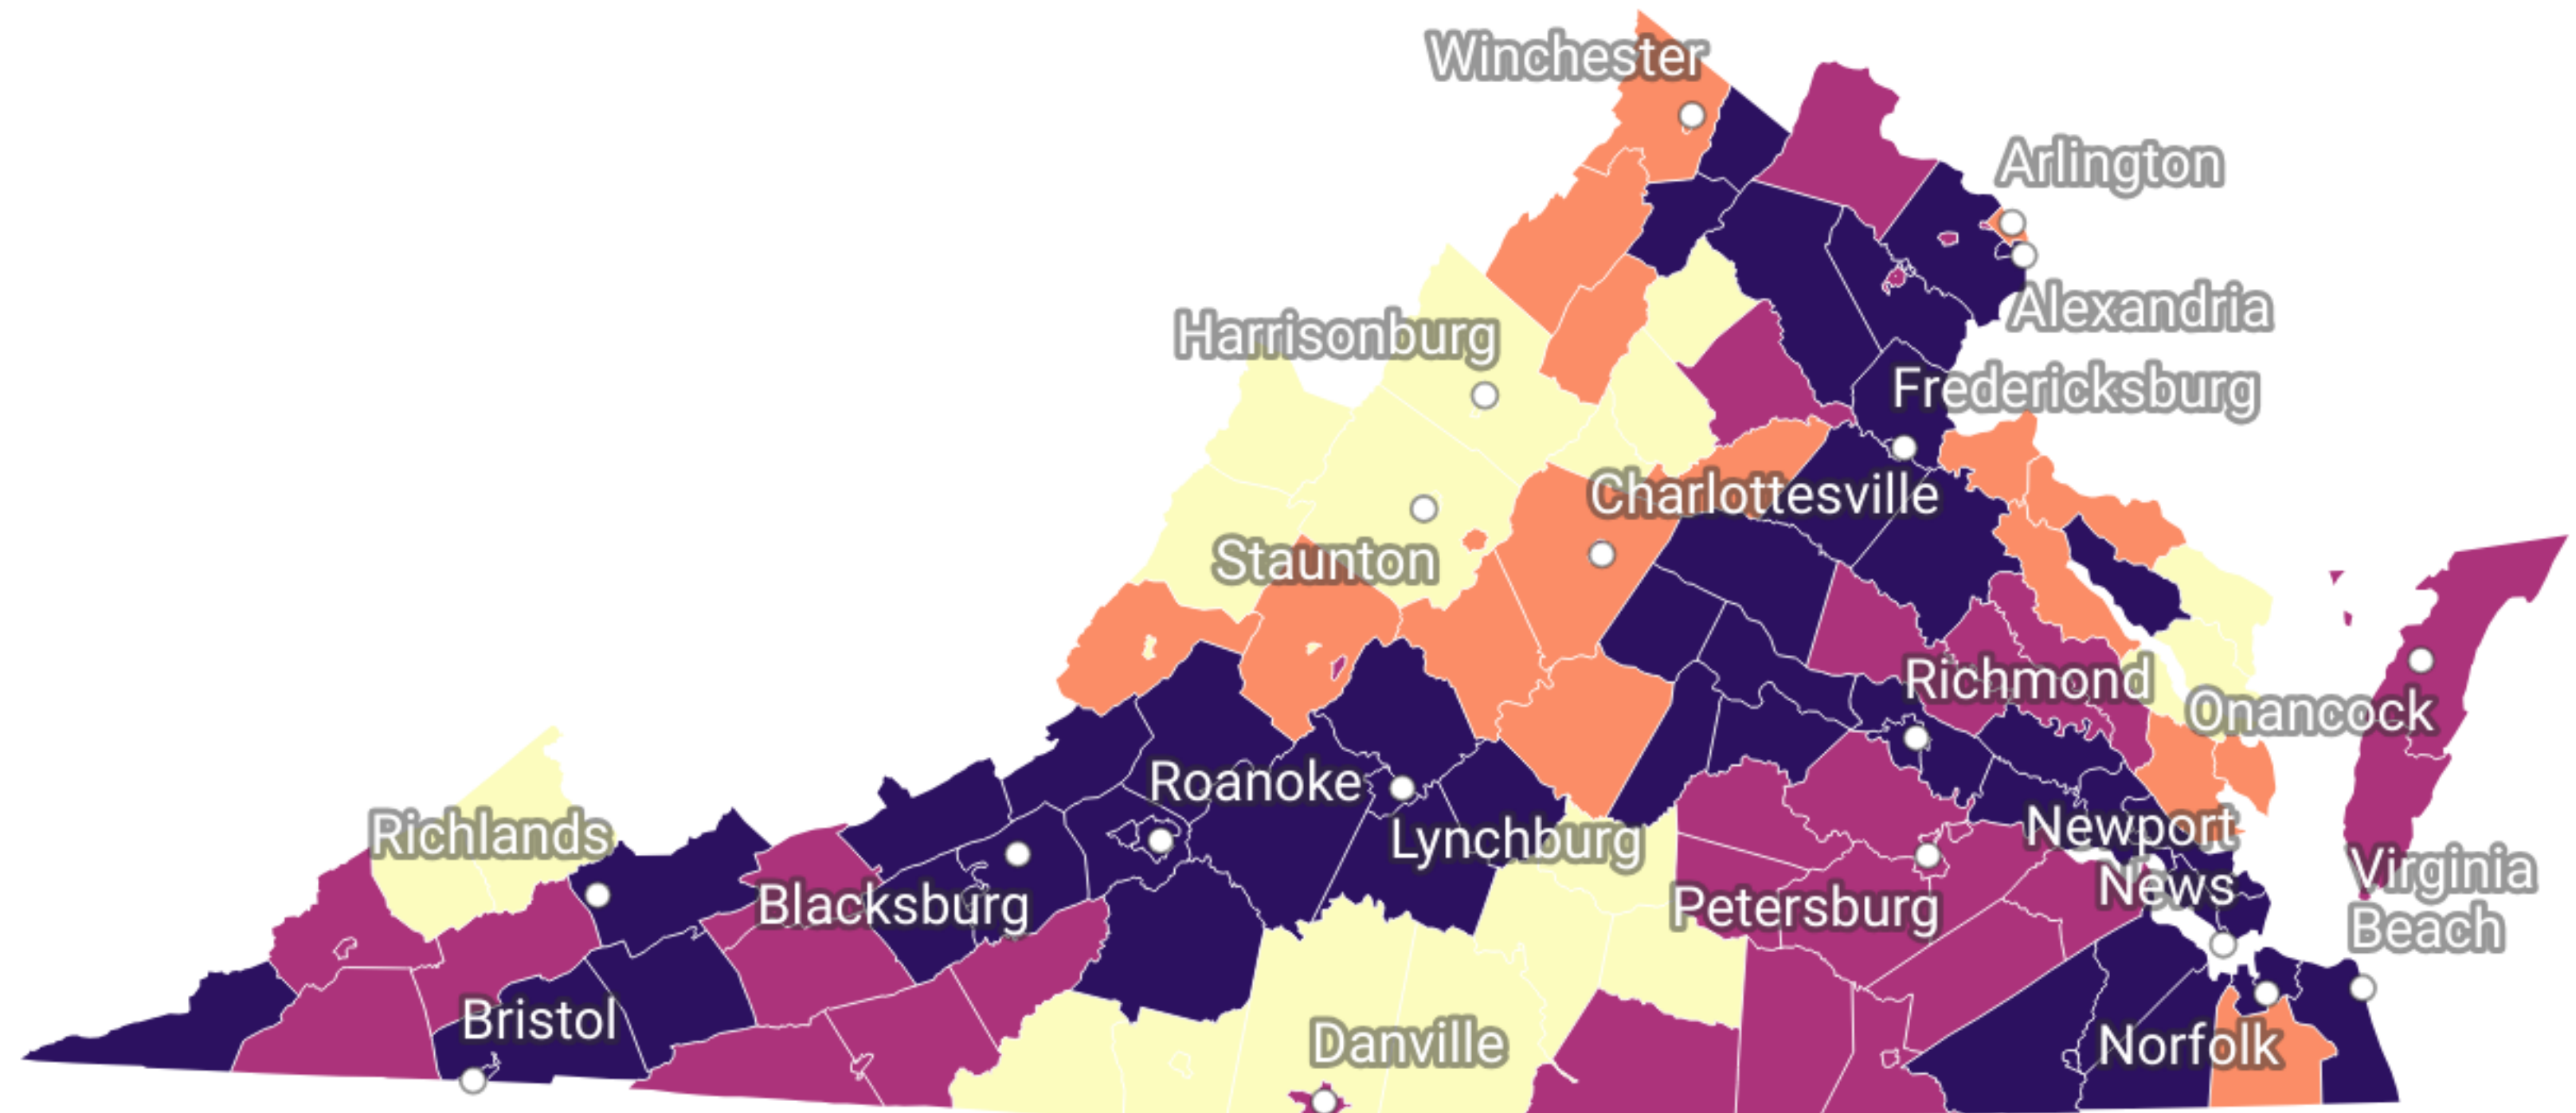 Winchester
Arlington
Alexandria
Harrisonburg
Fredericksburg
Charlottesville
Staunton
Richmond
Onancock
Roanoke
Richlands
Lynchburg
Newport
News
Virginia
Beach
Blacksburg
Petersburg
Bristol
Danville
Norfolk